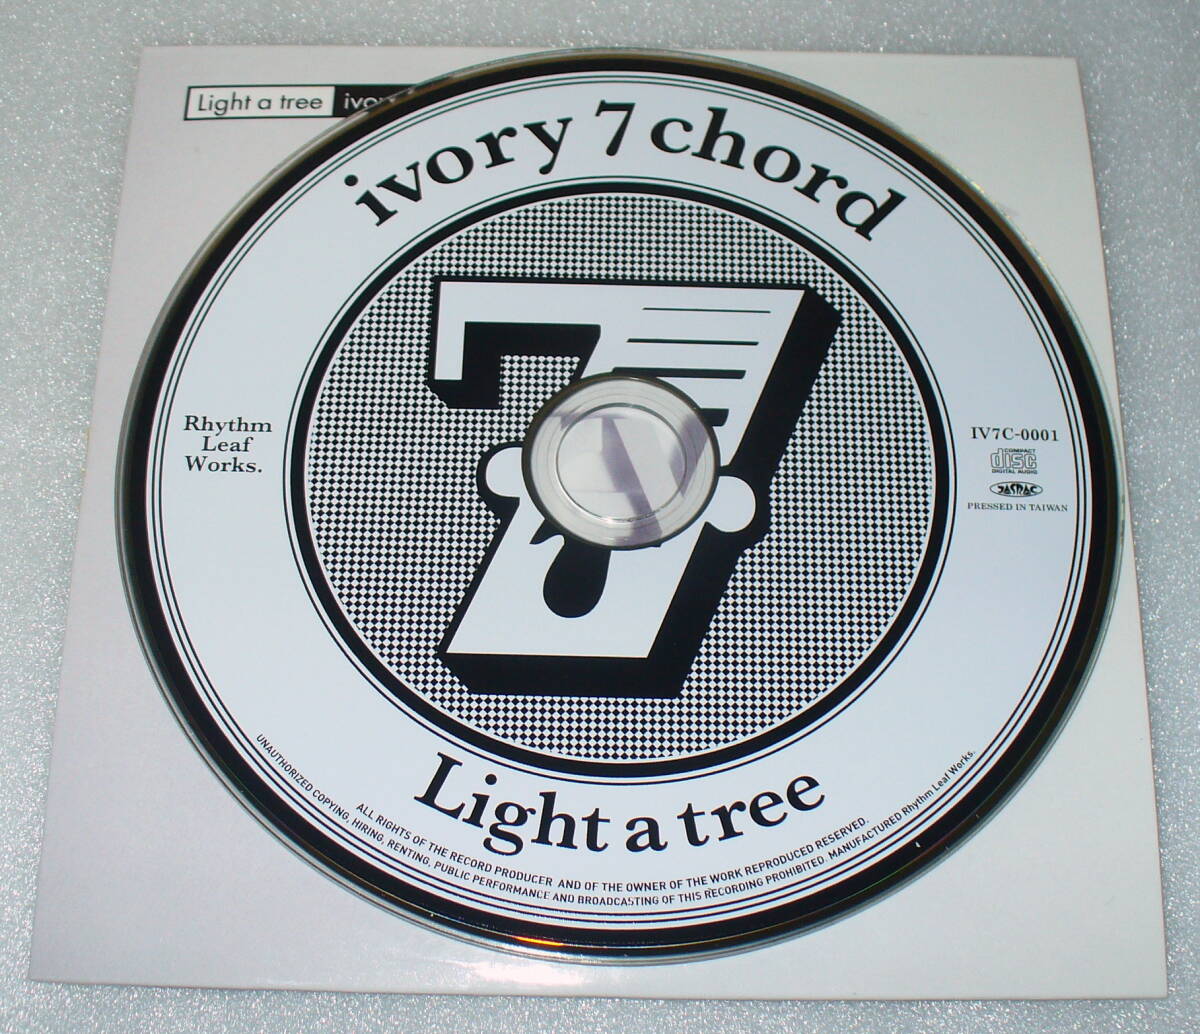 Light a tree
ivory 7 chord
Rhythm
Leaf
Works.
IV7C-0001
COMPACT
disc
DIGITAL AUDIO
JASRAC
PRESSED IN TAIWAN
Light a tree
ALL RIGHTS OF THE RECORD PRODUCER AND OF THE OWNER OF THE WORK REPRODUCED RESERVED.
UNAUTHORIZED COPYING, HIRING, RENTING, PUBLIC PERFORMANCE AND BROADCASTING OF THIS RECORDING PROHIBITED. MANUFACTURED Rhythm Leaf Works.